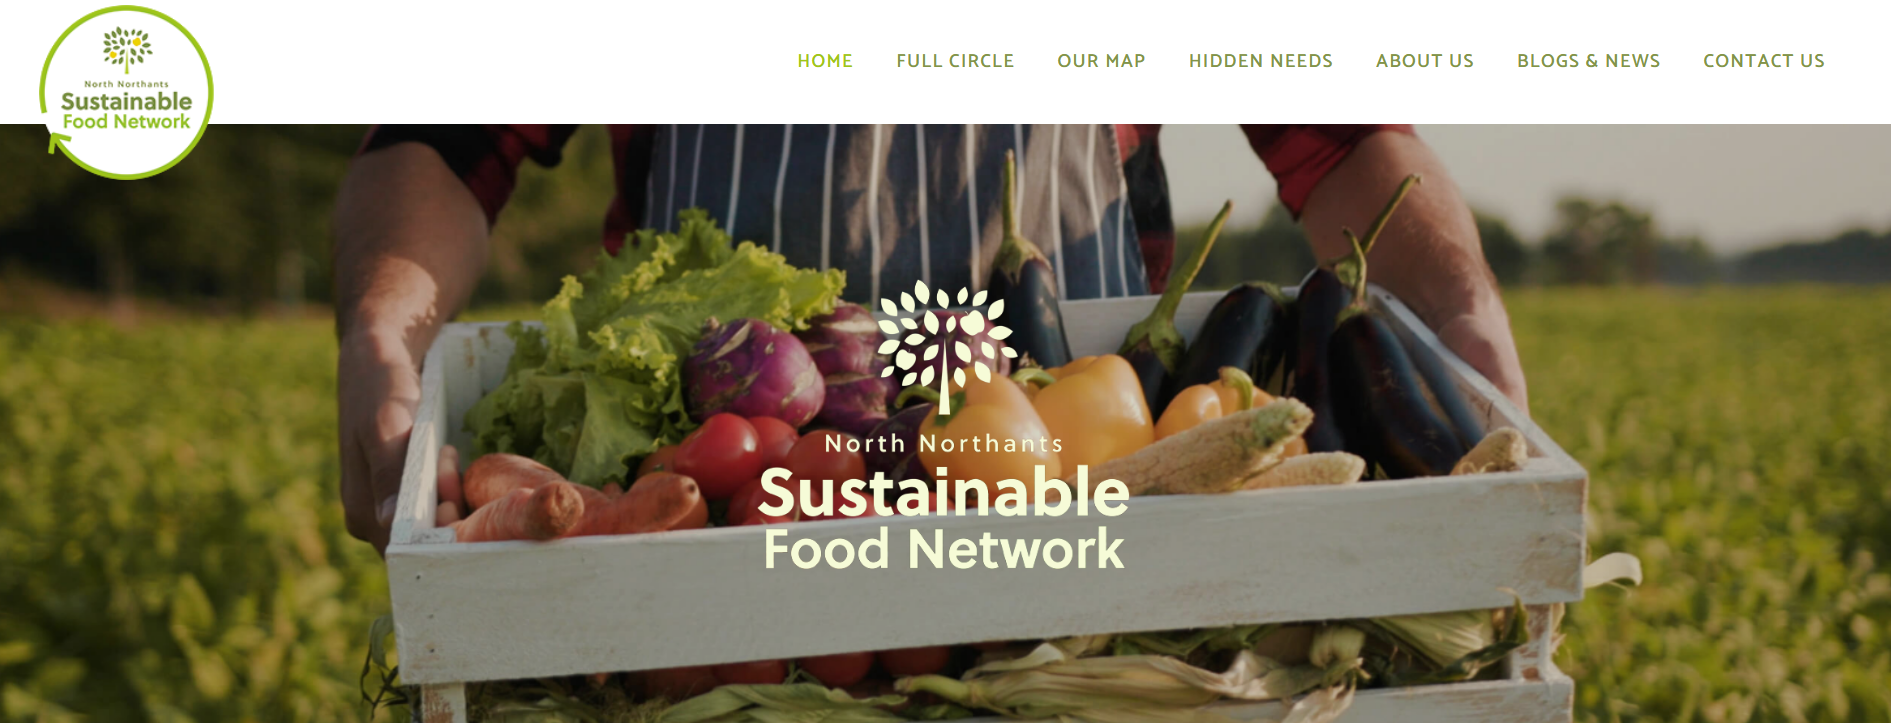 North Northants
Sustainable
Food Network
HOME FULL CIRCLE OUR MAP HIDDEN NEEDS ABOUT US BLOGS & NEWS CONTACT US
North Northants
Sustainable
Food Network